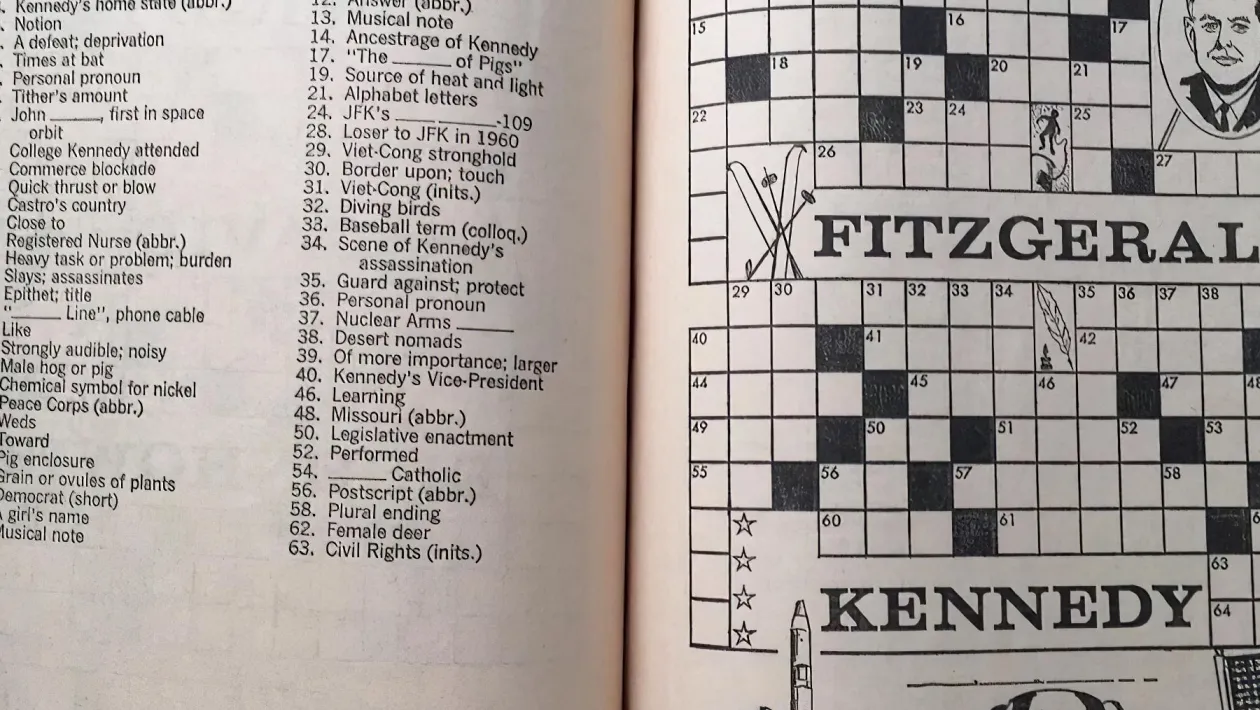 Kennedy's home state (abbr.)
Notion
A defeat; deprivation
Times at bat
Personal pronoun
Tither's amount
John _____, first in space
orbit
College Kennedy attended
Commerce blockade
Quick thrust or blow
Castro's country
Close to
Registered Nurse (abbr.)
Heavy task or problem; burden
Slays; assassinates
Epithet; title
"_____ Line", phone cable
Like
Strongly audible; noisy
Male hog or pig
Chemical symbol for nickel
Peace Corps (abbr.)
Weds
Toward
Pig enclosure
Grain or ovules of plants
Democrat (short)
A girl's name
Musical note
12. Answer (abbr.)
13. Musical note
14. Ancestrage of Kennedy
17. "The _____ of Pigs"
19. Source of heat and light
21. Alphabet letters
24. JFK's _____ _____-109
28. Loser to JFK in 1960
29. Viet-Cong stronghold
30. Border upon; touch
31. Viet-Cong (inits.)
32. Diving birds
33. Baseball term (colloq.)
34. Scene of Kennedy's
assassination
35. Guard against; protect
36. Personal pronoun
37. Nuclear Arms _____
38. Desert nomads
39. Of more importance; larger
40. Kennedy's Vice-President
46. Learning
48. Missouri (abbr.)
50. Legislative enactment
52. Performed
54. _____ Catholic
56. Postscript (abbr.)
58. Plural ending
62. Female deer
63. Civil Rights (inits.)
15 16 17
18 19 20 21
22 23 24 25
26 27
FITZGERAL
29 30 31 32 33 34 35 36 37 38
40 41 42
44 45 46 47 48
49 50 51 52 53
55 56 57 58
60 61
63
KENNEDY
64